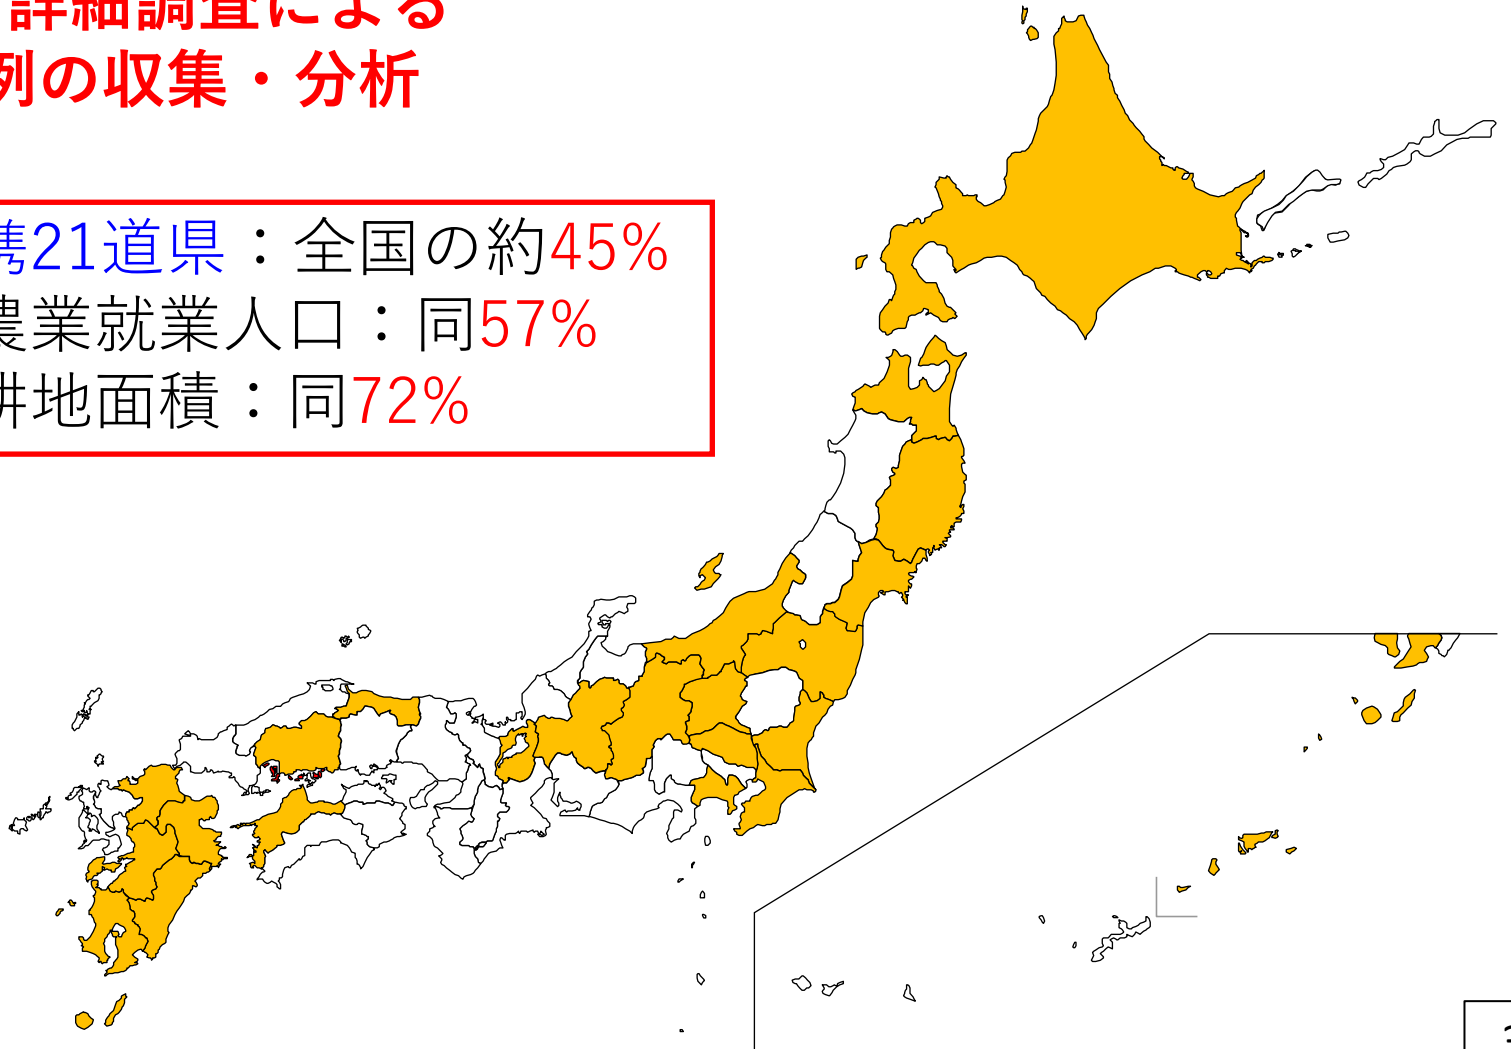 詳細調査による
例の収集・分析
携21道県：全国の約45%
農業就業人口：同57%
耕地面積：同72%